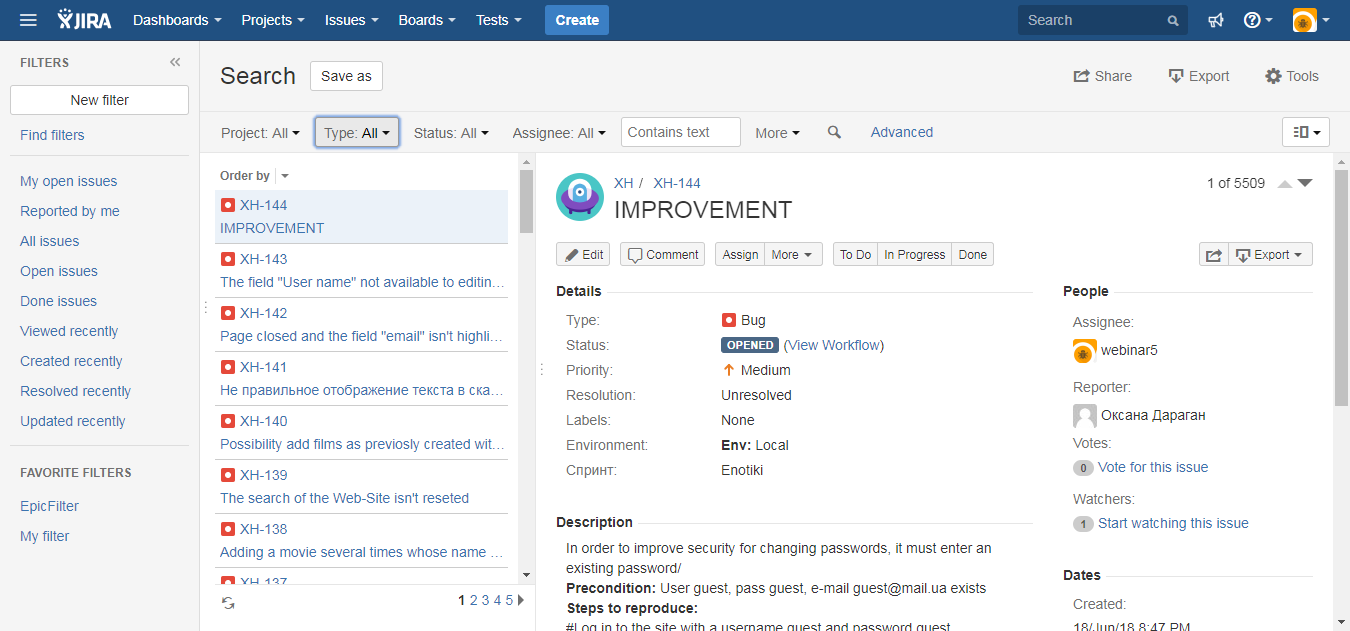 JIRA Dashboards Projects Issues Boards Tests Create Search
FILTERS
New filter
Find filters
My open issues
Reported by me
All issues
Open issues
Done issues
Viewed recently
Created recently
Resolved recently
Updated recently
FAVORITE FILTERS
EpicFilter
My filter
Search Save as Share Export Tools
Project: All Type: All Status: All Assignee: All Contains text More Advanced
Order by
XH-144
IMPROVEMENT
XH-143
The field "User name" not available to editin...
XH-142
Page closed and the field "email" isn't highli...
XH-141
Не правильное отображение текста в ска...
XH-140
Possibility add films as previosly created wit...
XH-139
The search of the Web-Site isn't reseted
XH-138
Adding a movie several times whose name ...
XH-137
1 2 3 4 5
XH / XH-144
IMPROVEMENT
1 of 5509
Edit Comment Assign More To Do In Progress Done Export
Details
Type: Bug
Status: OPENED (View Workflow)
Priority: Medium
Resolution: Unresolved
Labels: None
Environment: Env: Local
Спринт: Enotiki
Description
In order to improve security for changing passwords, it must enter an
existing password/
Precondition: User guest, pass guest, e-mail guest@mail.ua exists
Steps to reproduce:
#Log in to the site with a username guest and password guest
People
Assignee:
webinar5
Reporter:
Оксана Дараган
Votes:
0 Vote for this issue
Watchers:
1 Start watching this issue
Dates
Created:
18/Jun/18 8:47 PM